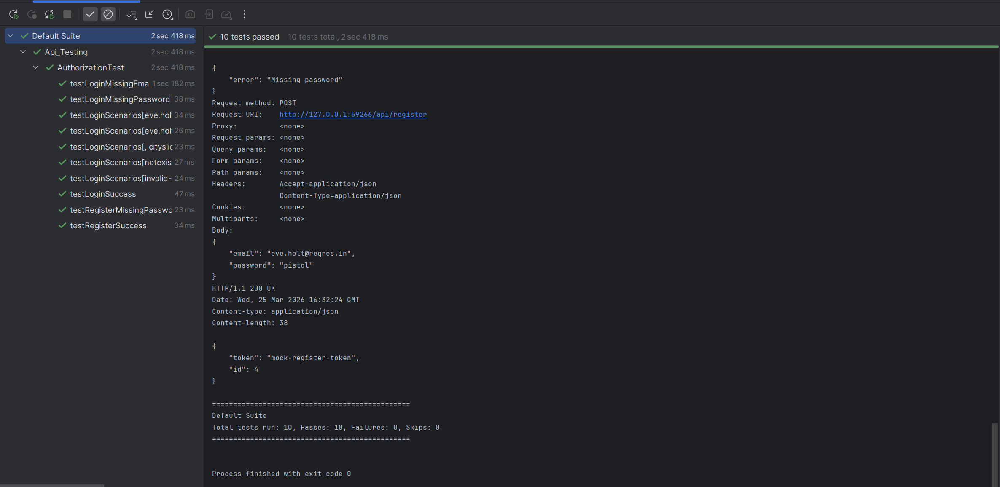 Default Suite 2 sec 418 ms
Api_Testing 2 sec 418 ms
AuthorizationTest 2 sec 418 ms
testLoginMissingEma 1 sec 182 ms
testLoginMissingPassword 38 ms
testLoginScenarios[eve.hol 34 ms
testLoginScenarios[eve.hol 26 ms
testLoginScenarios[, cityslic 23 ms
testLoginScenarios[notexis 27 ms
testLoginScenarios[invalid- 24 ms
testLoginSuccess 47 ms
testRegisterMissingPasswo 23 ms
testRegisterSuccess 34 ms
10 tests passed 10 tests total, 2 sec 418 ms
{
"error": "Missing password"
}
Request method: POST
Request URI: http://127.0.0.1:59266/api/register
Proxy: <none>
Request params: <none>
Query params: <none>
Form params: <none>
Path params: <none>
Headers: Accept=application/json
Content-Type=application/json
Cookies: <none>
Multiparts: <none>
Body:
{
"email": "eve.holt@reqres.in",
"password": "pistol"
}
HTTP/1.1 200 OK
Date: Wed, 25 Mar 2026 16:32:24 GMT
Content-type: application/json
Content-length: 38
{
"token": "mock-register-token",
"id": 4
}
===============================================
Default Suite
Total tests run: 10, Passes: 10, Failures: 0, Skips: 0
===============================================
Process finished with exit code 0